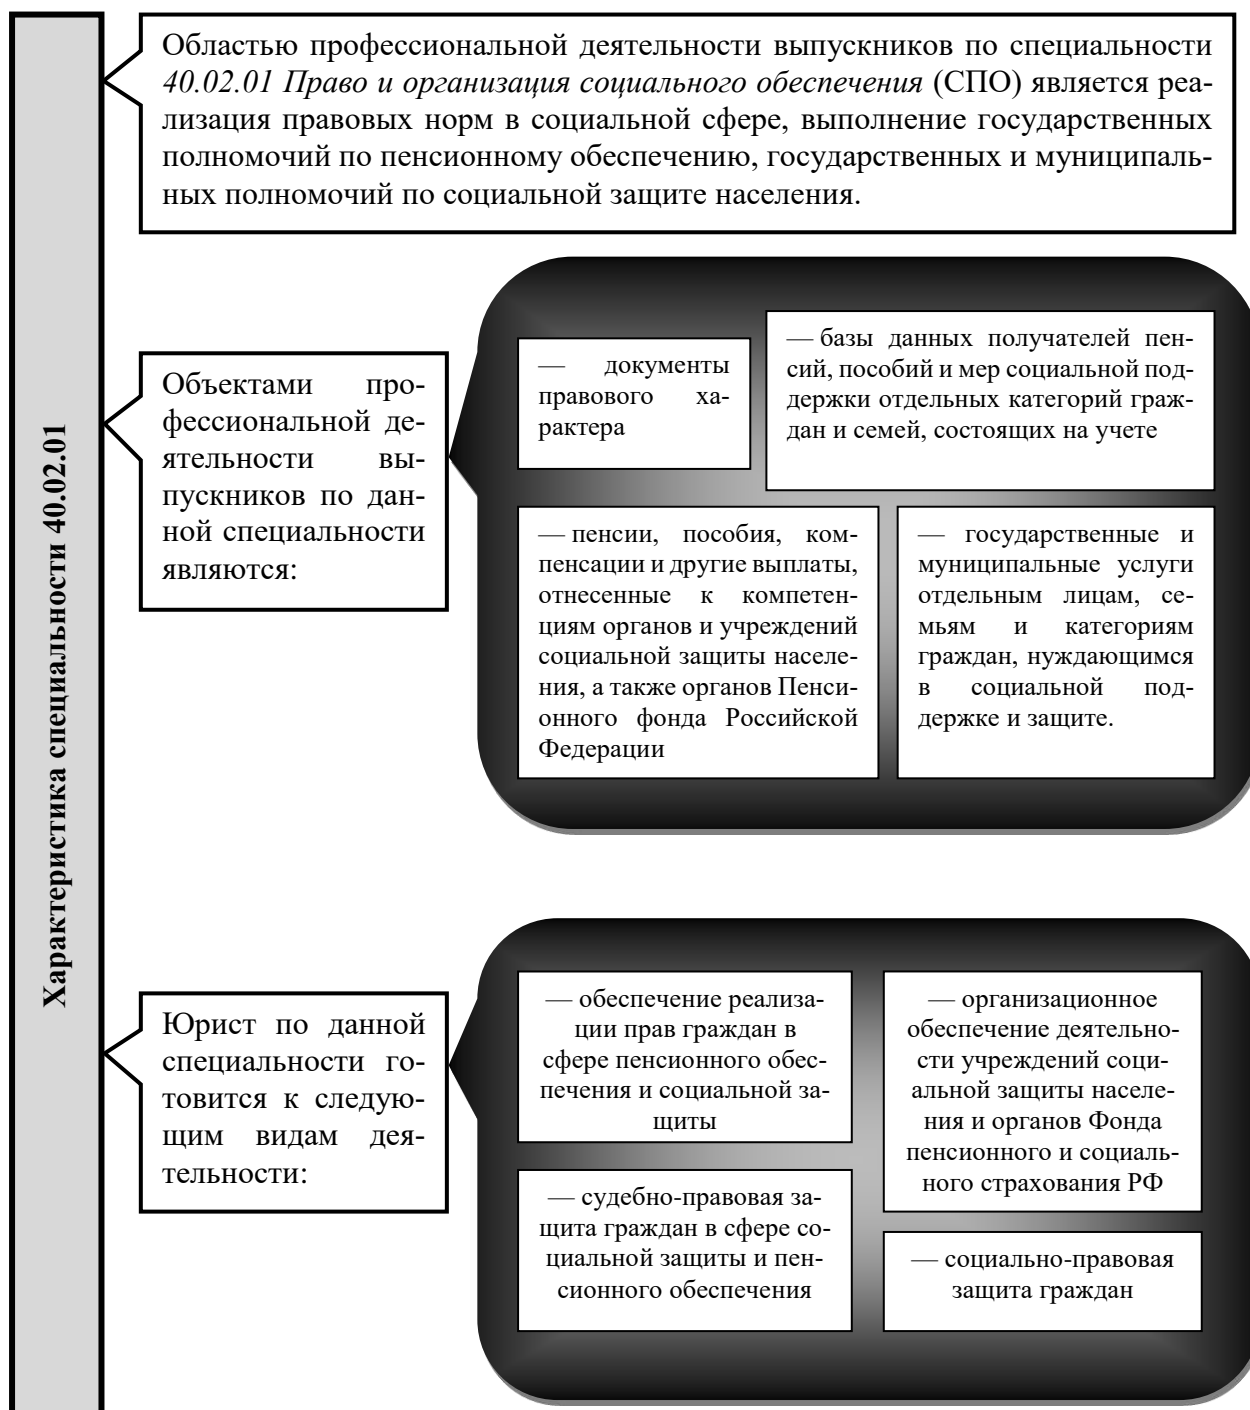 Характеристика специальности 40.02.01
Областью профессиональной деятельности выпускников по специальности
40.02.01 Право и организация социального обеспечения (СПО) является реа-
лизация правовых норм в социальной сфере, выполнение государственных
полномочий по пенсионному обеспечению, государственных и муниципаль-
ных полномочий по социальной защите населения.
Объектами про-
фессиональной де-
ятельности вы-
пускников по дан-
ной специальности
являются:
— документы
правового ха-
рактера
— базы данных получателей пен-
сий, пособий и мер социальной под-
держки отдельных категорий граж-
дан и семей, состоящих на учете
— пенсии, пособия, ком-
пенсации и другие выплаты,
отнесенные к компетен-
циям органов и учреждений
социальной защиты населе-
ния, а также органов Пенси-
онного фонда Российской
Федерации
— государственные и
муниципальные услуги
отдельным лицам, се-
мьям и категориям
граждан, нуждающимся
в социальной под-
держке и защите.
Юрист по данной
специальности го-
товится к следую-
щим видам дея-
тельности:
— обеспечение реализа-
ции прав граждан в
сфере пенсионного обес-
печения и социальной за-
щиты
— организационное
обеспечение деятельно-
сти учреждений соци-
альной защиты населе-
ния и органов Фонда
пенсионного и социаль-
ного страхования РФ
— судебно-правовая за-
щита граждан в сфере со-
циальной защиты и пен-
сионного обеспечения
— социально-правовая
защита граждан